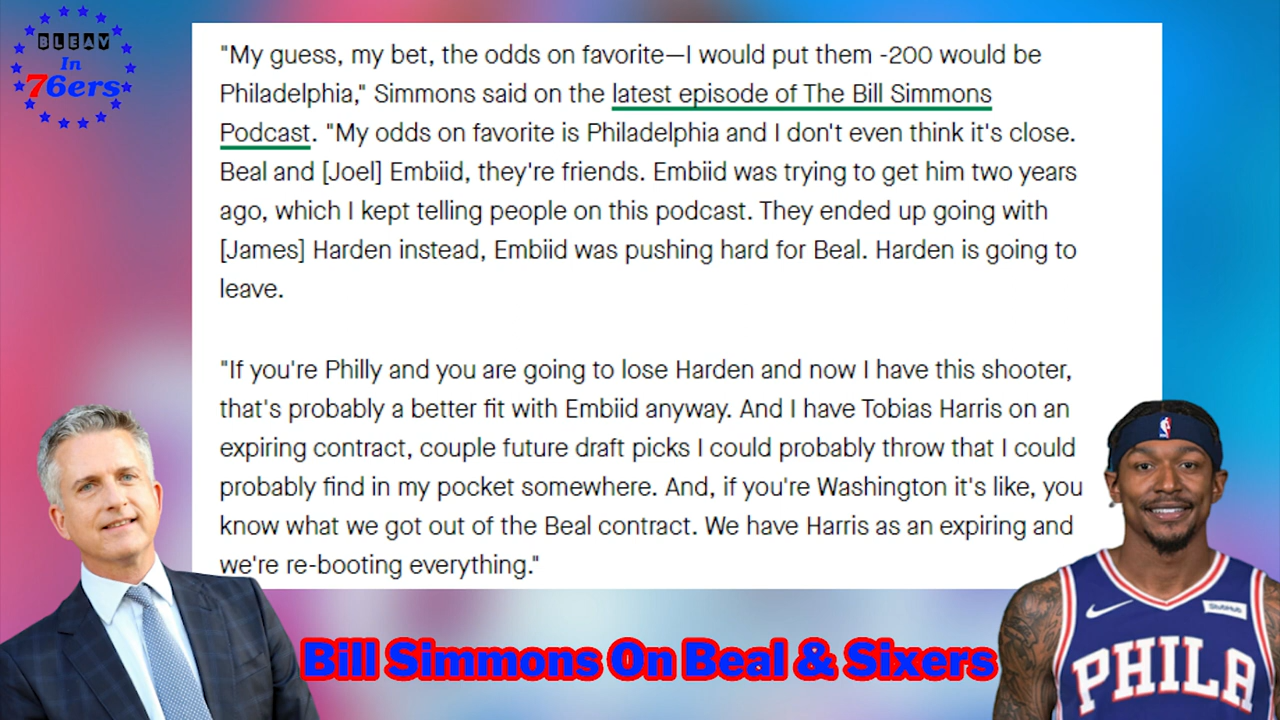 BLEAV
In
76ers
"My guess, my bet, the odds on favorite—I would put them -200 would be
Philadelphia," Simmons said on the latest episode of The Bill Simmons
Podcast. "My odds on favorite is Philadelphia and I don't even think it's close.
Beal and [Joel] Embiid, they're friends. Embiid was trying to get him two years
ago, which I kept telling people on this podcast. They ended up going with
[James] Harden instead, Embiid was pushing hard for Beal. Harden is going to
leave.
"If you're Philly and you are going to lose Harden and now I have this shooter,
that's probably a better fit with Embiid anyway. And I have Tobias Harris on an
expiring contract, couple future draft picks I could probably throw that I could
probably find in my pocket somewhere. And, if you're Washington it's like, you
know what we got out of the Beal contract. We have Harris as an expiring and
we're re-booting everything."
StubHub
PHILA
Bill Simmons On Beal & Sixers